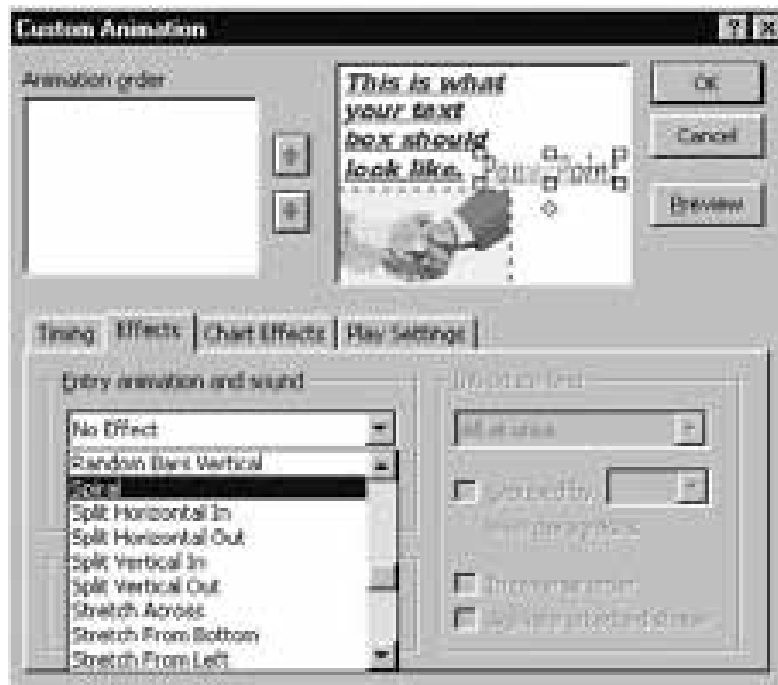 Custom Animation
Animation order
This is what
your text
box should
look like.
OK
Cancel
Preview
Timing
Effects
Chart Effects
Play Settings
Entry animation and sound
No Effect
Random Bars Vertical
Spiral
Split Horizontal In
Split Horizontal Out
Split Vertical In
Split Vertical Out
Stretch Across
Stretch From Bottom
Stretch From Left